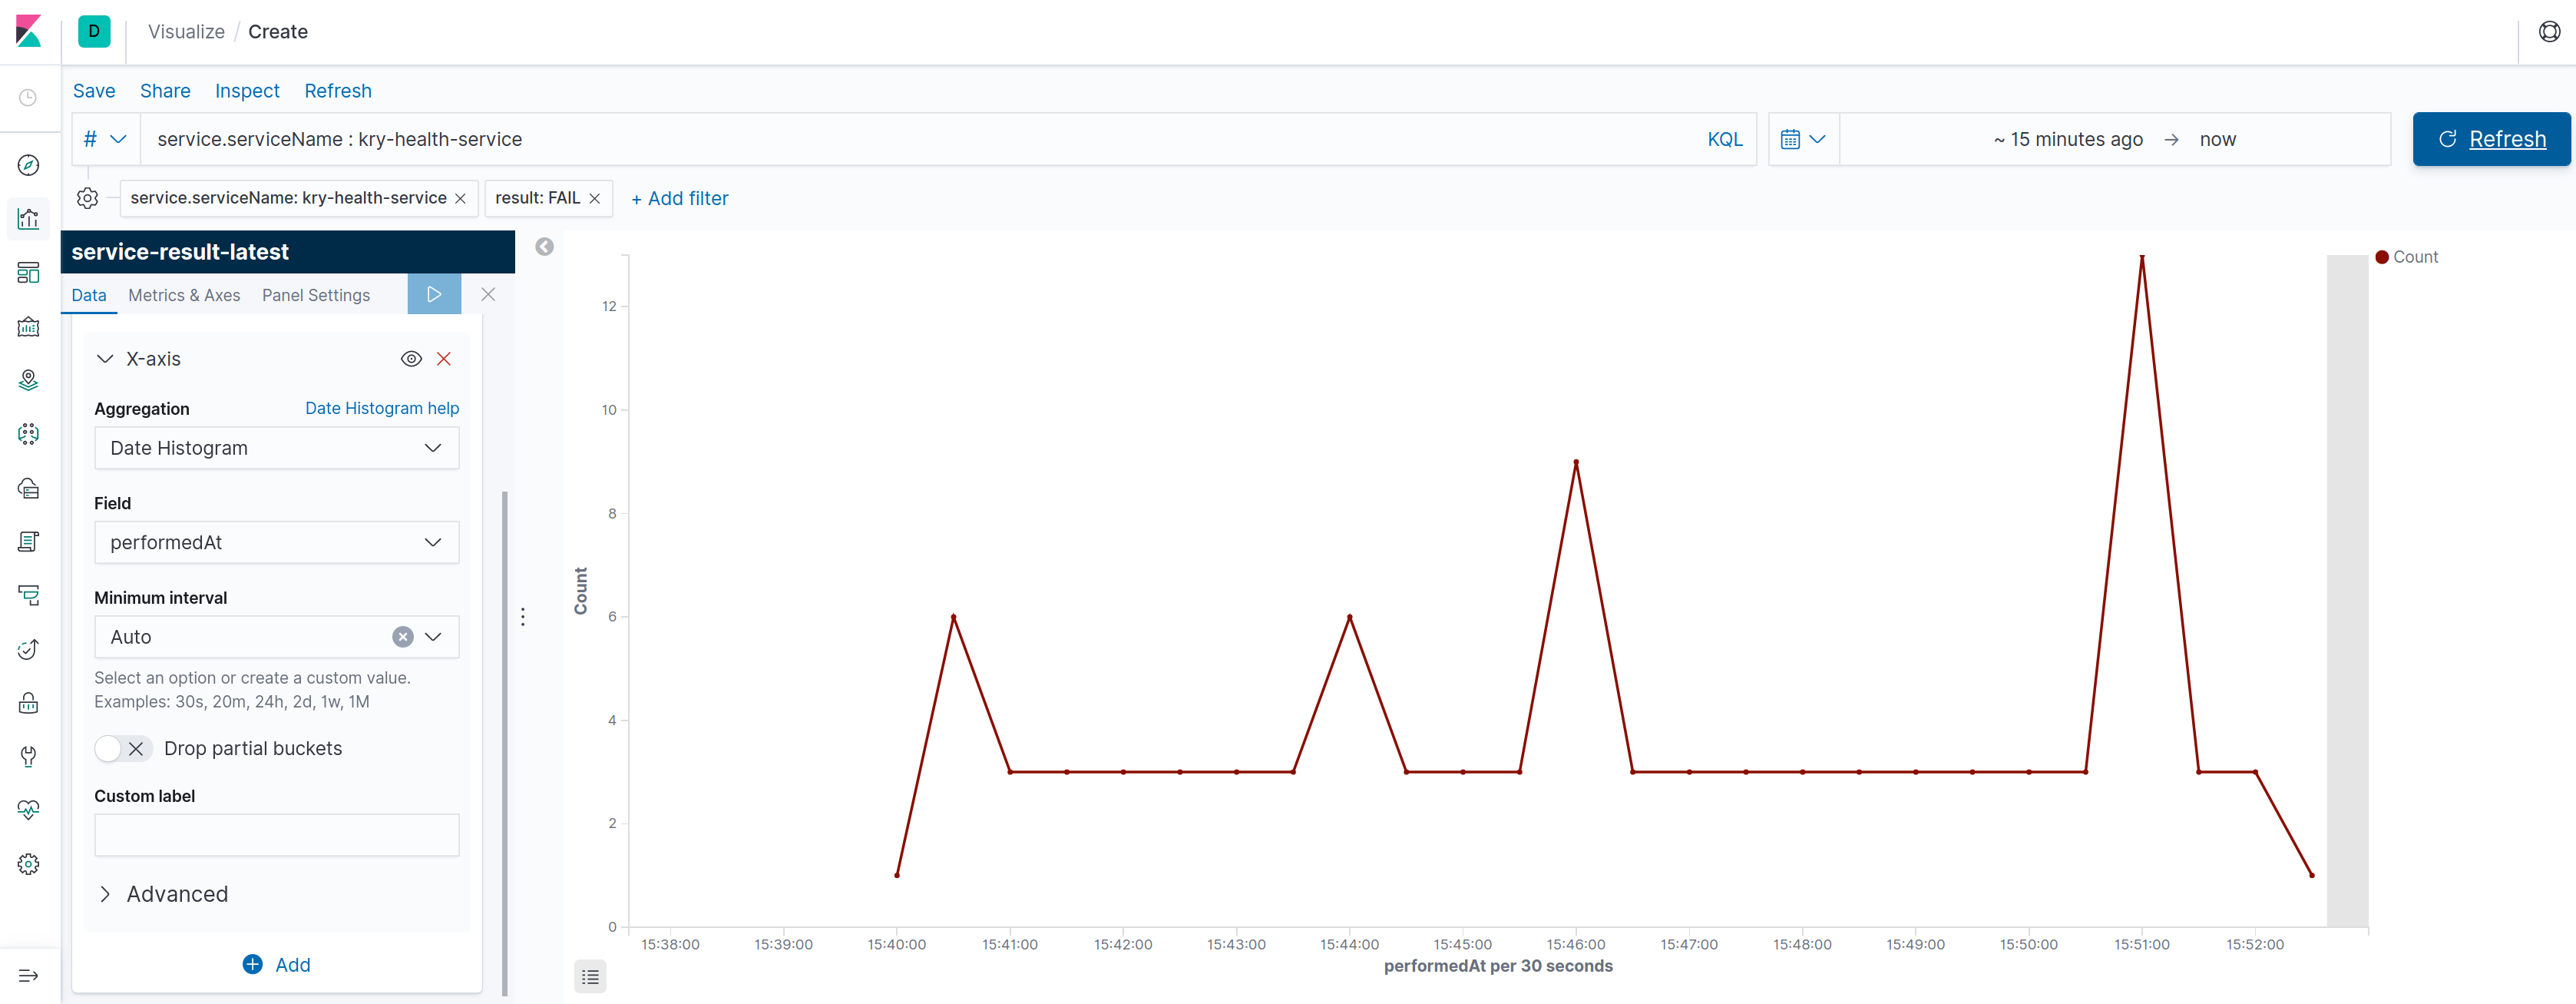 D
Visualize / Create
Save Share Inspect Refresh
# service.serviceName : kry-health-service KQL ~ 15 minutes ago → now Refresh
service.serviceName: kry-health-service × result: FAIL × + Add filter
service-result-latest
Data Metrics & Axes Panel Settings
X-axis
Aggregation Date Histogram help
Date Histogram
Field
performedAt
Minimum interval
Auto
Select an option or create a custom value.
Examples: 30s, 20m, 24h, 2d, 1w, 1M
Drop partial buckets
Custom label
Advanced
Add
Count
12
10
8
6
4
2
0
Count
15:38:00 15:39:00 15:40:00 15:41:00 15:42:00 15:43:00 15:44:00 15:45:00 15:46:00 15:47:00 15:48:00 15:49:00 15:50:00 15:51:00 15:52:00
performedAt per 30 seconds